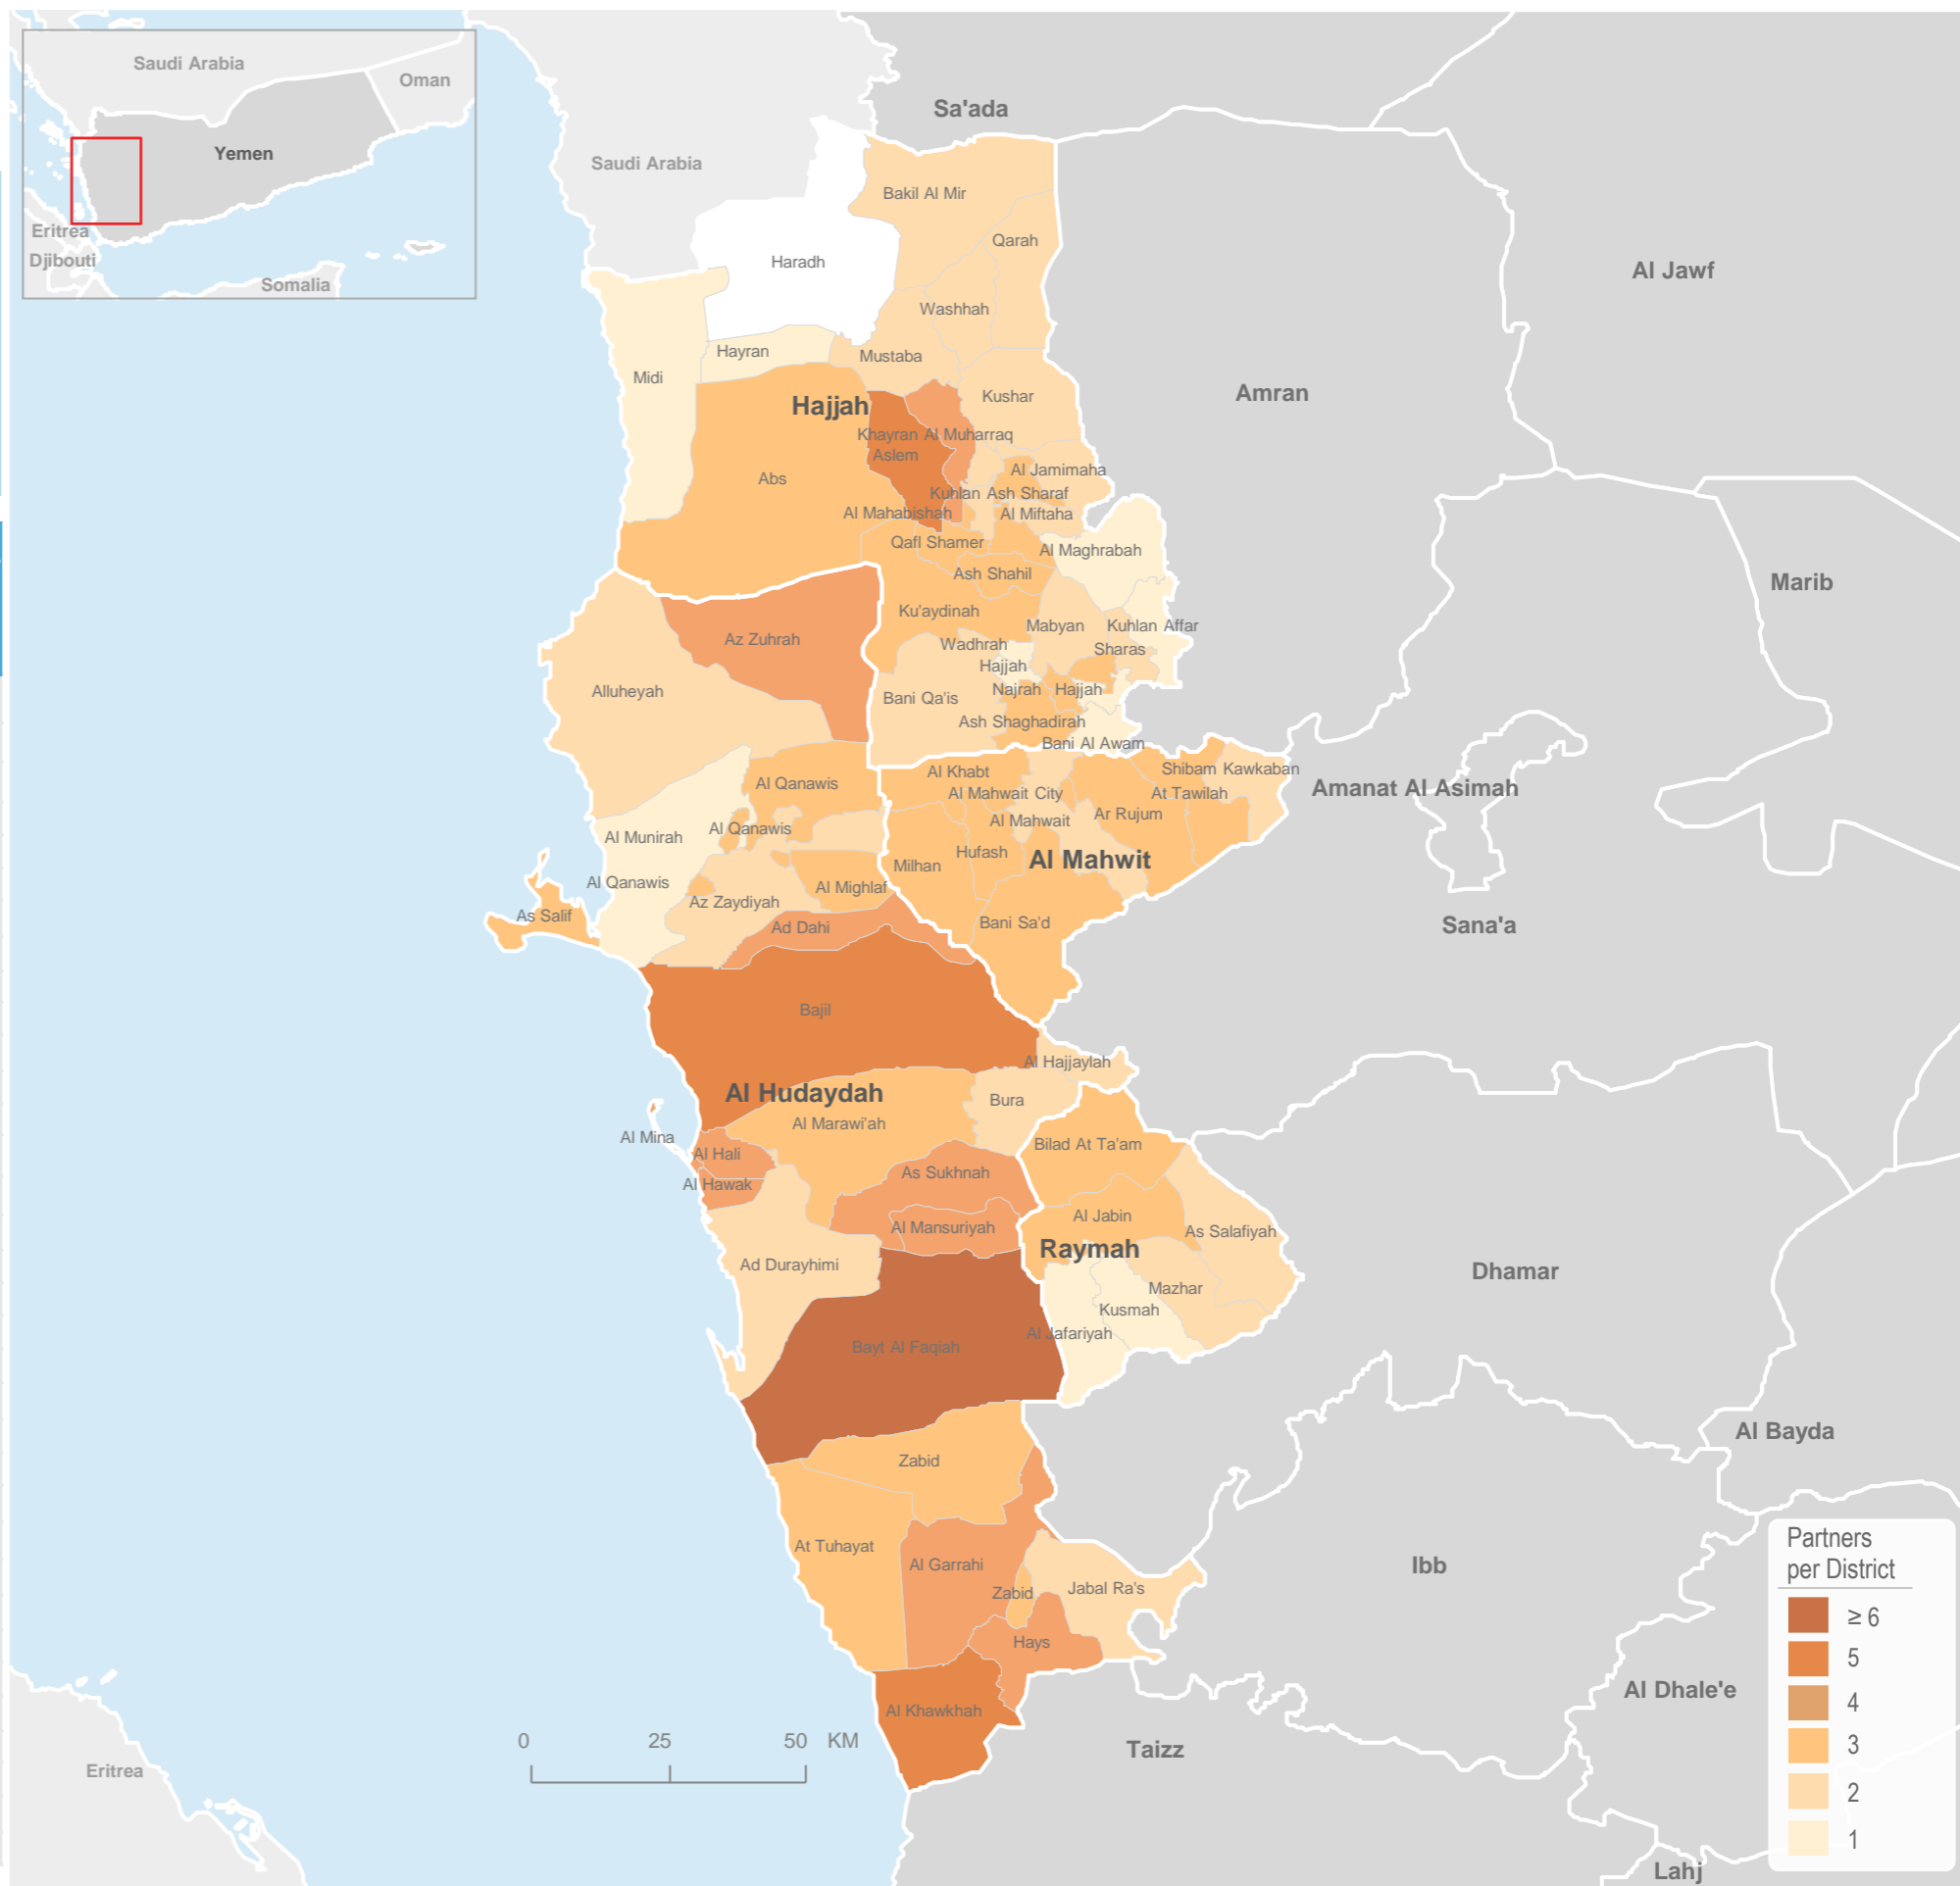 Saudi Arabia
Oman
Yemen
Eritrea
Djibouti
Somalia
Sa'ada
Saudi Arabia
Bakil Al Mir
Qarah
Haradh
Al Jawf
Washhah
Hayran
Mustaba
Midi
Kushar
Amran
Hajjah
Khayran
Al Muharraq
Aslem
Al Jamimaha
Abs
Kuhlan Ash Sharaf
Al Mahabishah
Al Miftaha
Qafl Shamer
Al Maghrabah
Ash Shahil
Marib
Ku'aydinah
Mabyan
Kuhlan Affar
Az Zuhrah
Wadhrah
Sharas
Hajjah
Alluheyah
Najrah
Hajjah
Bani Qa'is
Ash Shaghadirah
Bani Al Awam
Al Khabt
Shibam Kawkaban
Al Qanawis
Al Mahwait City
At Tawilah
Amanat Al Asimah
Al Munirah
Al Qanawis
Al Mahwait
Ar Rujum
Milhan
Hufash
Al Mahwit
Al Qanawis
Al Mighlaf
Az Zaydiyah
As Salif
Ad Dahi
Bani Sa'd
Sana'a
Bajil
Al Hajjaylah
Al Hudaydah
Bura
Al Marawi'ah
Al Mina
Bilad At Ta'am
Al Hali
As Sukhnah
Al Hawak
Al Mansuriyah
Al Jabin
As Salafiyah
Raymah
Ad Durayhimi
Dhamar
Mazhar
Kusmah
Al Jafariyah
Bayt Al Faqiah
Al Bayda
Zabid
At Tuhayat
Al Garrahi
Zabid
Jabal Ra's
Ibb
Hays
Al Khawkhah
Al Dhale'e
Taizz
Eritrea
Lahj
0 25 50 KM
Partners
per District
≥ 6
5
4
3
2
1